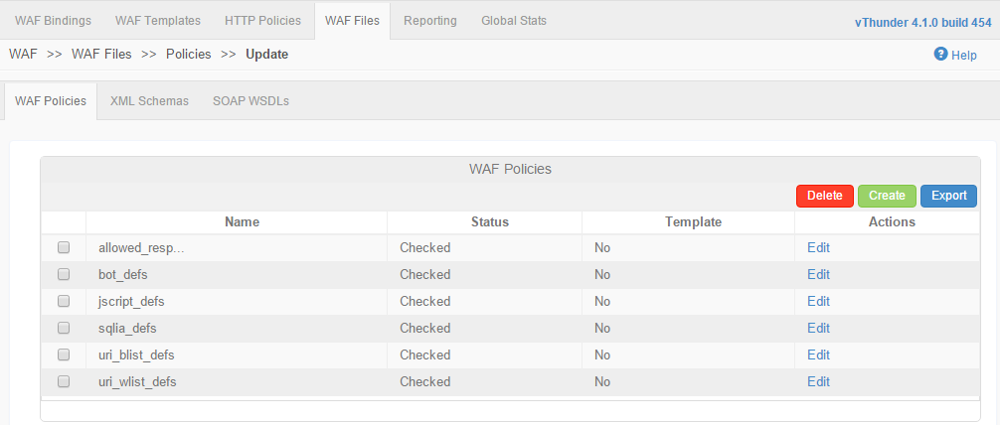 WAF Bindings WAF Templates HTTP Policies WAF Files Reporting Global Stats vThunder 4.1.0 build 454
WAF >> WAF Files >> Policies >> Update ? Help
WAF Policies XML Schemas SOAP WSDLs
WAF Policies
Delete Create Export
Name Status Template Actions
allowed_resp... Checked No Edit
bot_defs Checked No Edit
jscript_defs Checked No Edit
sqlia_defs Checked No Edit
uri_blist_defs Checked No Edit
uri_wlist_defs Checked No Edit